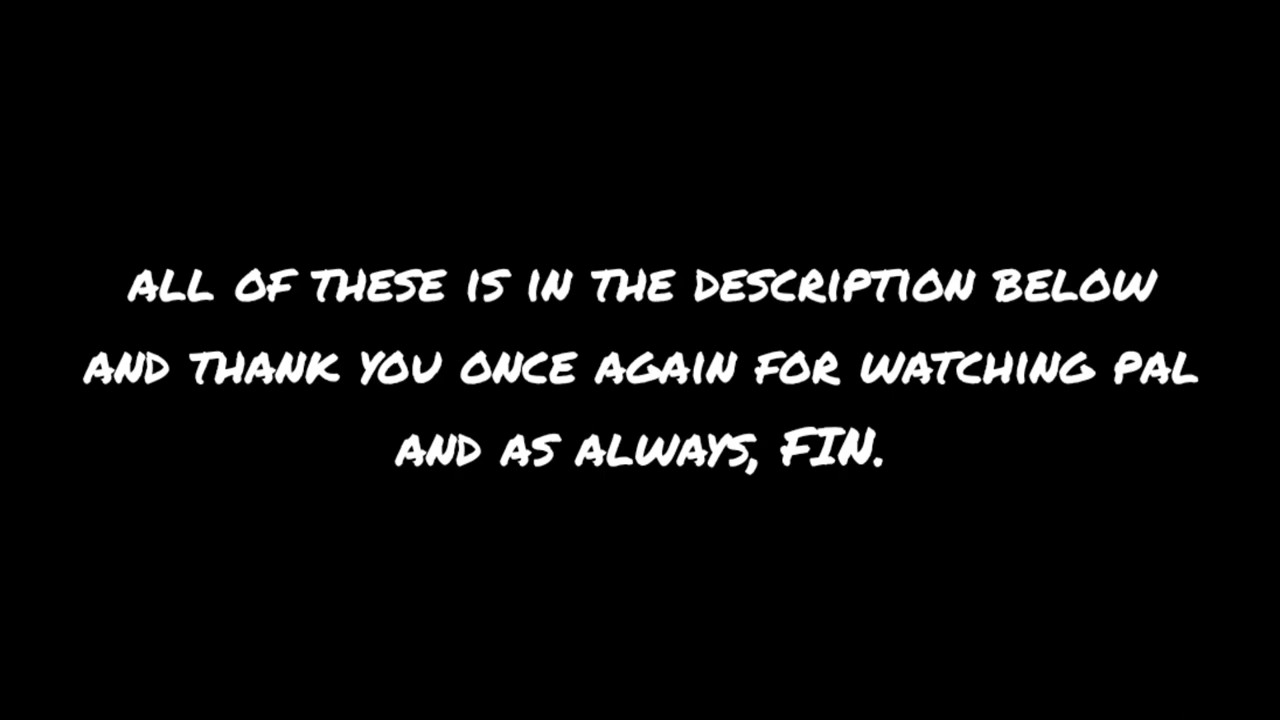 all of these is in the description below
and thank you once again for watching pal
and as always, FIN.